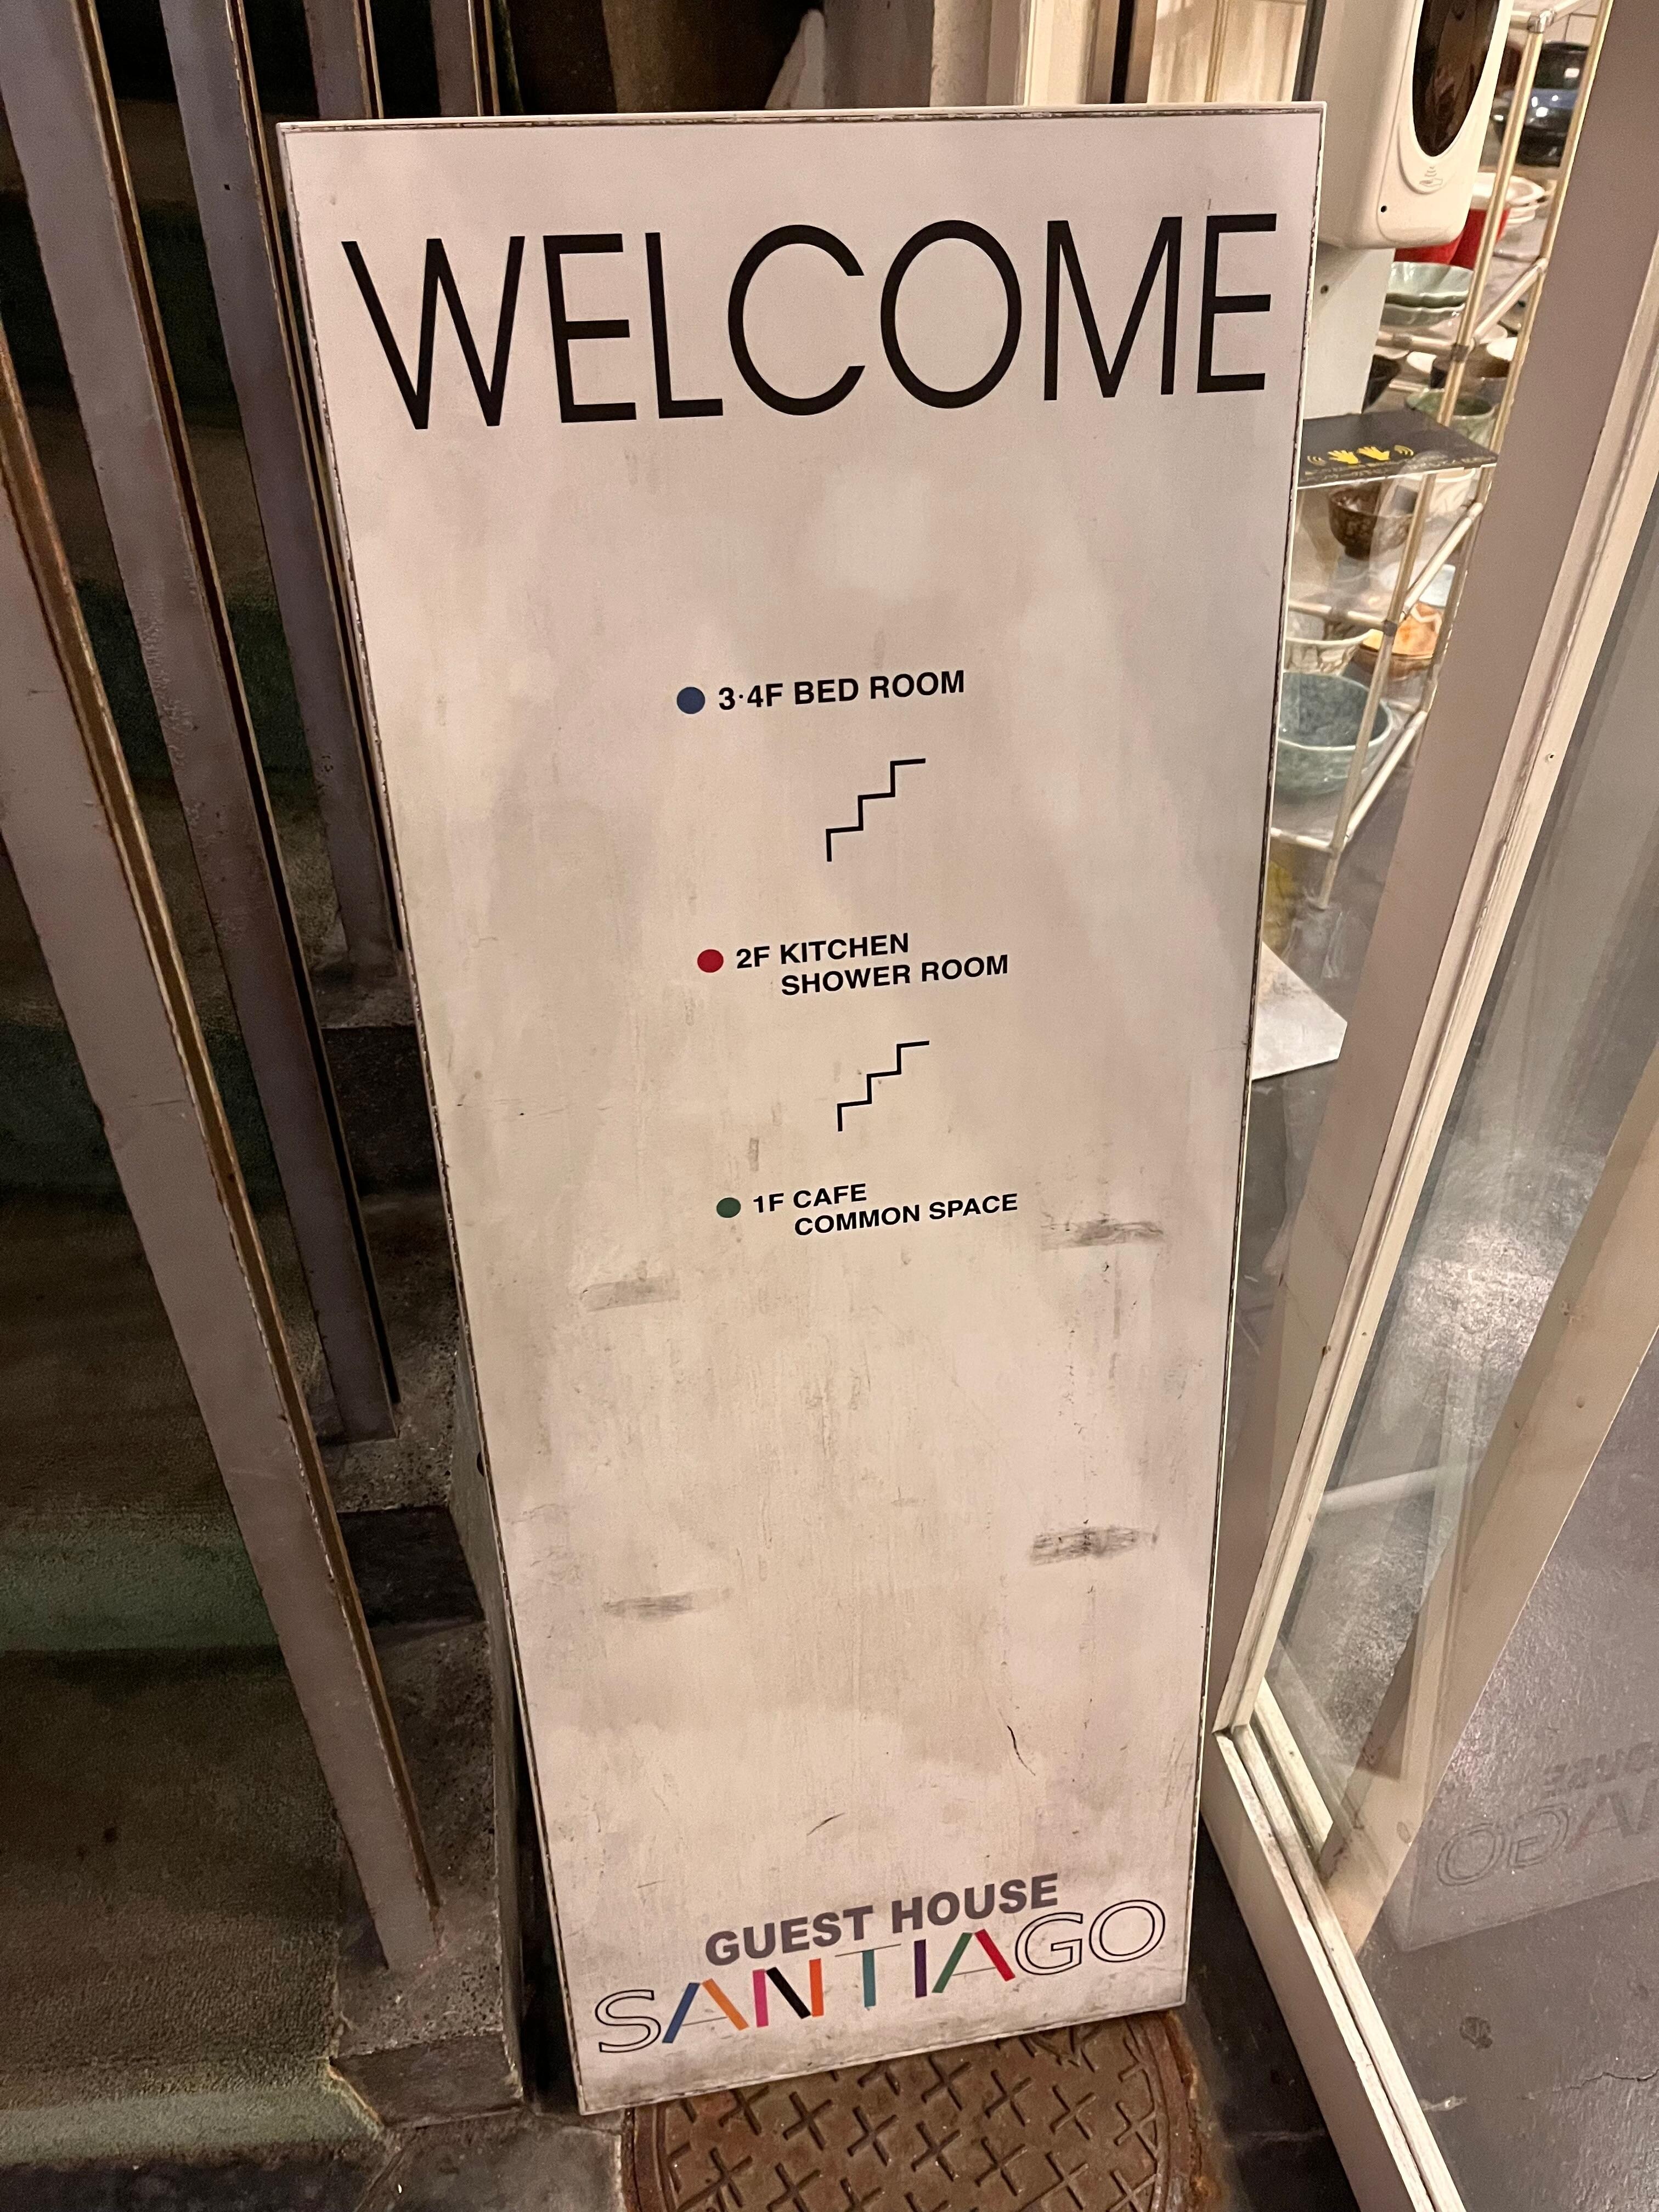 WELCOME
3·4F BED ROOM
2F KITCHEN
SHOWER ROOM
1F CAFE
COMMON SPACE
GUEST HOUSE
SANTIAGO